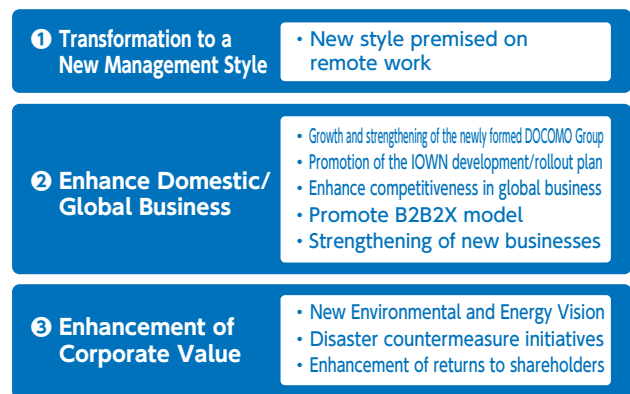 ❶ Transformation to a
New Management Style
・New style premised on
remote work
❷ Enhance Domestic/
Global Business
・Growth and strengthening of the newly formed DOCOMO Group
・Promotion of the IOWN development/rollout plan
・Enhance competitiveness in global business
・Promote B2B2X model
・Strengthening of new businesses
❸ Enhancement of
Corporate Value
・New Environmental and Energy Vision
・Disaster countermeasure initiatives
・Enhancement of returns to shareholders